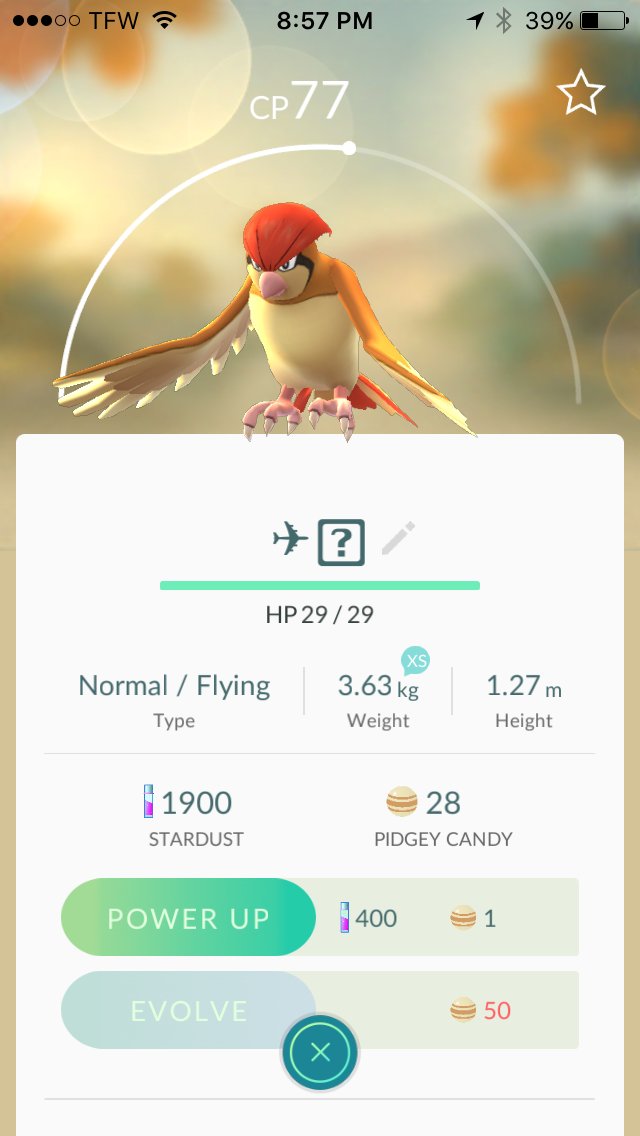 TFW 8:57 PM 39%
CP77
✈ ?
HP 29 / 29
XS
Normal / Flying 3.63 kg 1.27 m
Type Weight Height
1900 28
STARDUST PIDGEY CANDY
POWER UP 400 1
EVOLVE 50